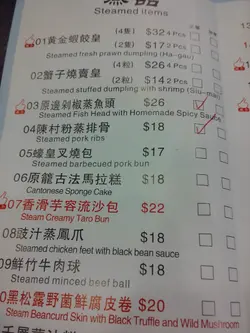 Steamed items
01黃金蝦餃皇 (4隻) $32 4 Pcs
Steamed fresh prawn dumpling (Ha-gau) (2隻) $17 2 Pcs
02蟹子燒賣皇 (4粒) $26 4 Pcs
Steamed stuffed dumpling with shrimp (Siu-mai) (2粒) $14 2 Pcs
03原邊剁椒蒸魚頭 $26
Steamed Fish Head with Homemade Spicy Sauce
04陳村粉蒸排骨 $18
Steamed pork ribs
05蠔皇叉燒包 $17
Steamed barbecued pork bun
06原籠古法馬拉糕 $18
Cantonese Sponge Cake
07香滑芋容流沙包 $22
Steam Creamy Taro Bun
08豉汁蒸鳳爪 $18
Steamed chicken feet with black bean sauce
09鮮竹牛肉球 $18
Steamed minced beef ball
0黑松露野菌鮮腐皮卷 $20
Steam Beancurd Skin with Black Truffle and Wild Mushroom